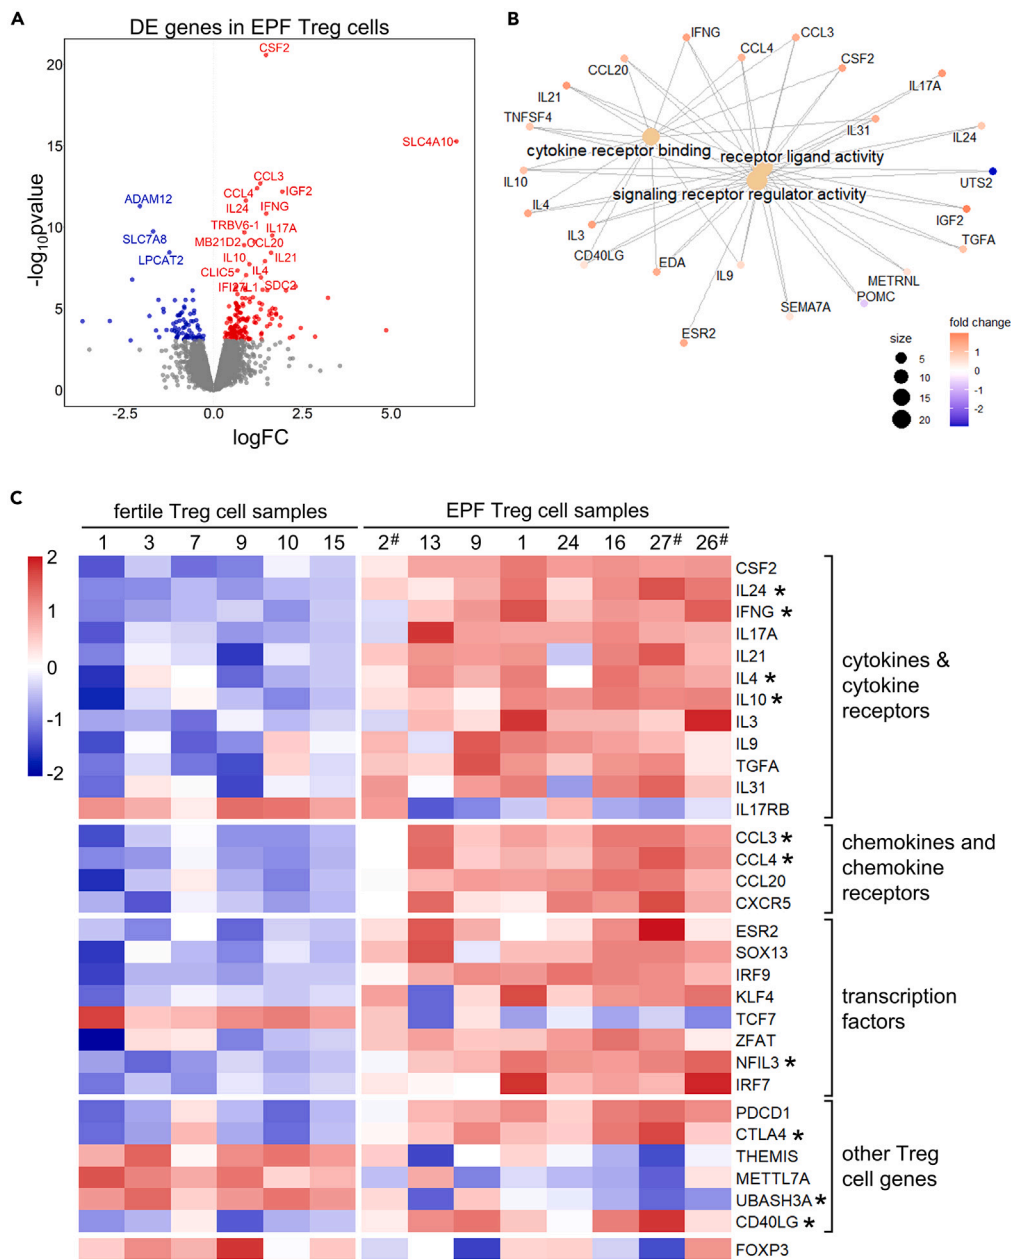 A
DE genes in EPF Treg cells
-log10pvalue
20
15
10
5
0
-2.5
0.0
2.5
5.0
logFC
CSF2
SLC4A10
CCL3
CCL4
IGF2
IL24
IFNG
ADAM12
TRBV6-1
IL17A
SLC7A8
MB21D2
CCL20
LPCAT2
IL10
IL21
CLIC5
IL4
IFI27L1
SDC2
B
IFNG
CCL3
CCL4
CSF2
CCL20
IL17A
IL21
TNFSF4
IL31
IL24
cytokine receptor binding
receptor ligand activity
IL10
UTS2
signaling receptor regulator activity
IL4
IGF2
IL3
TGFA
CD40LG
EDA
IL9
METRNL
POMC
SEMA7A
ESR2
size
5
10
15
20
fold change
1
0
-1
-2
C
fertile Treg cell samples
EPF Treg cell samples
1 3 7 9 10 15 2# 13 9 1 24 16 27# 26#
2
1
0
-1
-2
CSF2
IL24 *
IFNG *
IL17A
IL21
IL4 *
IL10 *
IL3
IL9
TGFA
IL31
IL17RB
cytokines &
cytokine
receptors
CCL3 *
CCL4 *
CCL20
CXCR5
chemokines and
chemokine
receptors
ESR2
SOX13
IRF9
KLF4
TCF7
ZFAT
NFIL3 *
IRF7
transcription
factors
PDCD1
CTLA4 *
THEMIS
METTL7A
UBASH3A *
CD40LG *
other Treg
cell genes
FOXP3